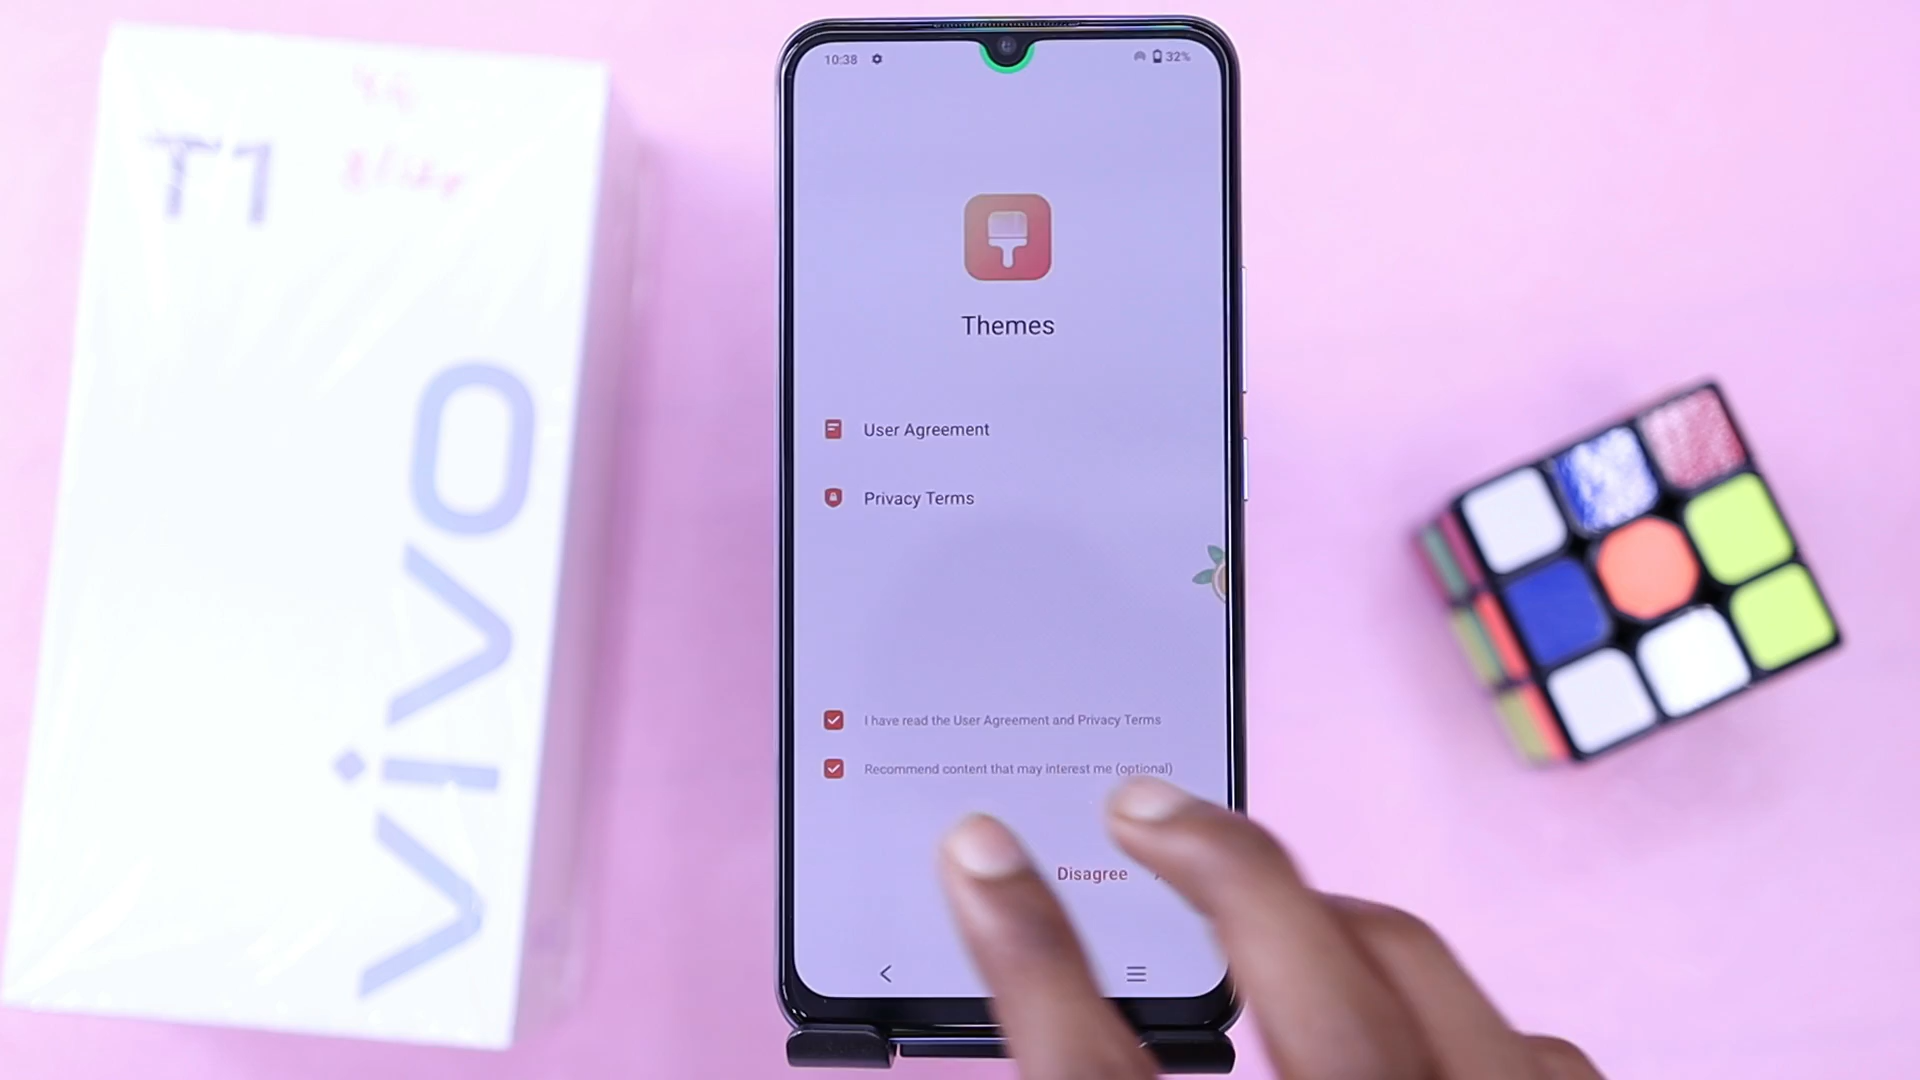 T1
vivo
10:38
32%
Themes
User Agreement
Privacy Terms
I have read the User Agreement and Privacy Terms
Recommend content that may interest me (optional)
Disagree